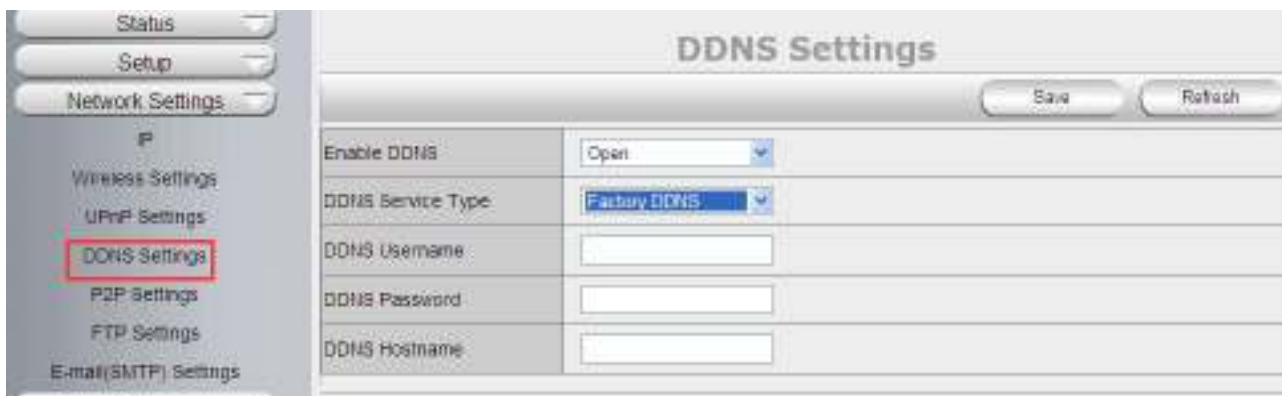 Status
Setup
Network Settings
IP
Wireless Settings
UPnP Settings
DDNS Settings
P2P Settings
FTP Settings
E-mail(SMTP) Settings
DDNS Settings
Save
Refresh
Enable DDNS
Open
DDNS Service Type
Factory DDNS
DDNS Username
DDNS Password
DDNS Hostname